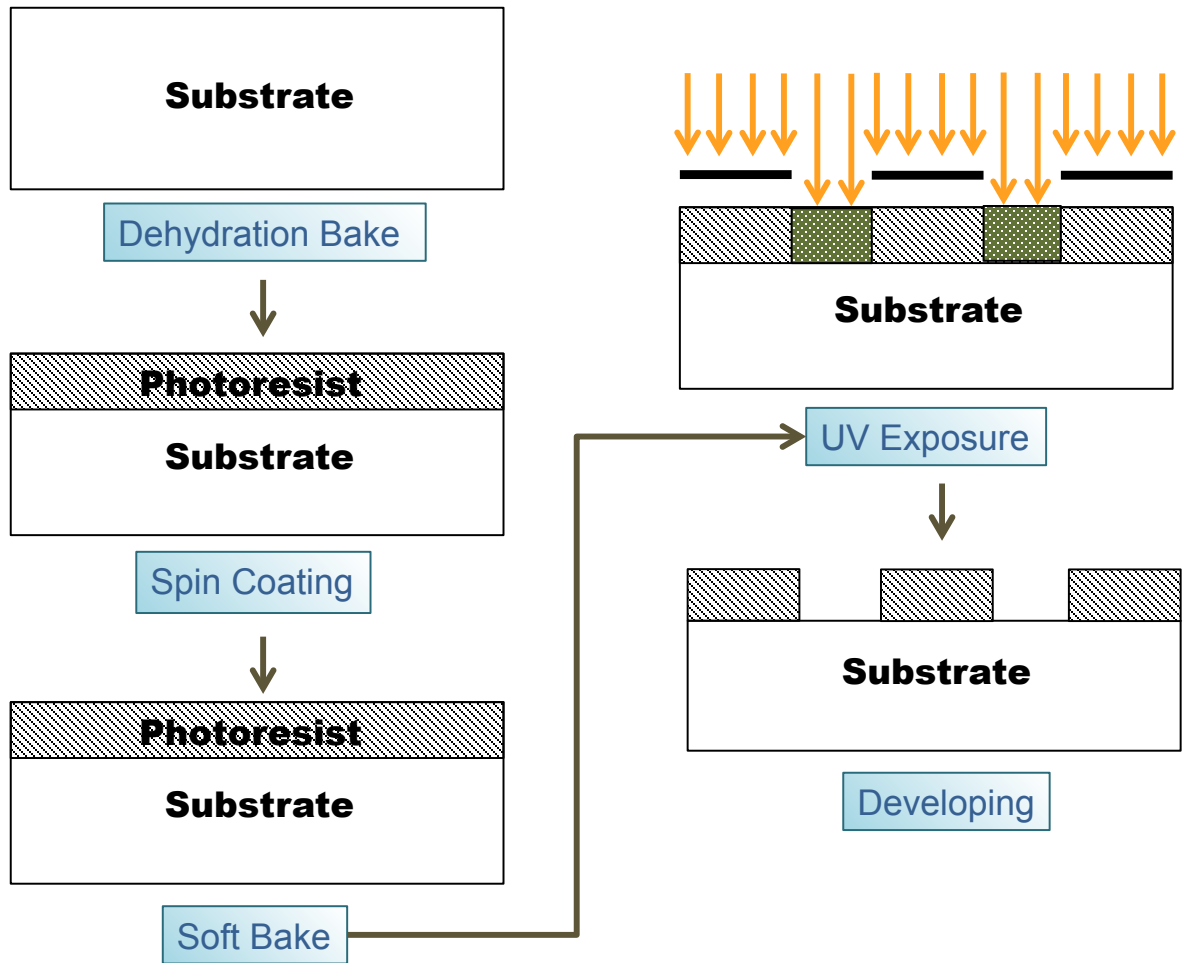 Substrate
Dehydration Bake
Photoresist
Substrate
Spin Coating
Photoresist
Substrate
Soft Bake
Substrate
UV Exposure
Substrate
Developing